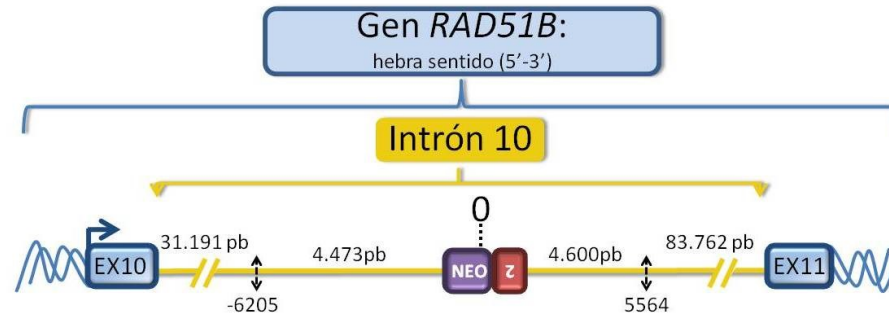 Gen RAD51B:
hebra sentido (5’-3’)
Intrón 10
0
31.191 pb
4.473pb
4.600pb
83.762 pb
EX10
NEO
2
EX11
-6205
5564